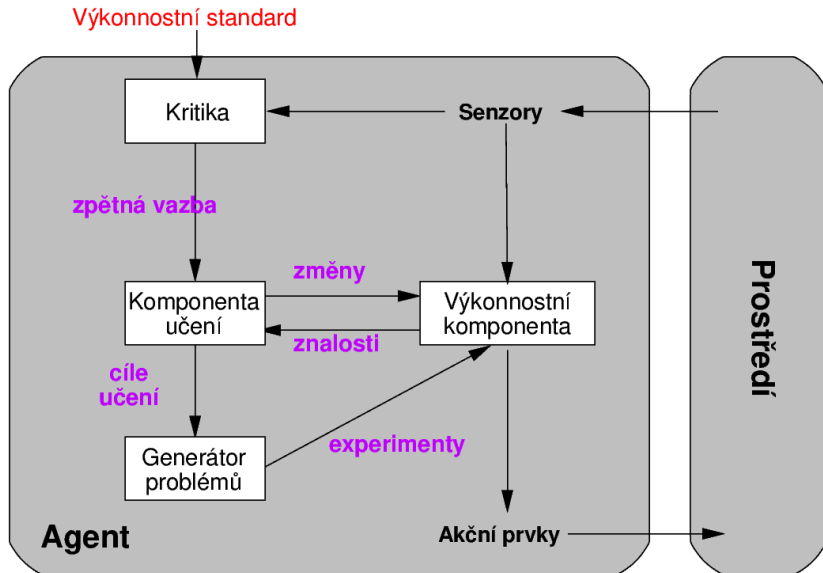 Výkonnostní standard
Kritika
Senzory
zpětná vazba
Prostředí
změny
Komponenta
učení
Výkonnostní
komponenta
znalosti
cíle
učení
experimenty
Generátor
problémů
Agent
Akční prvky